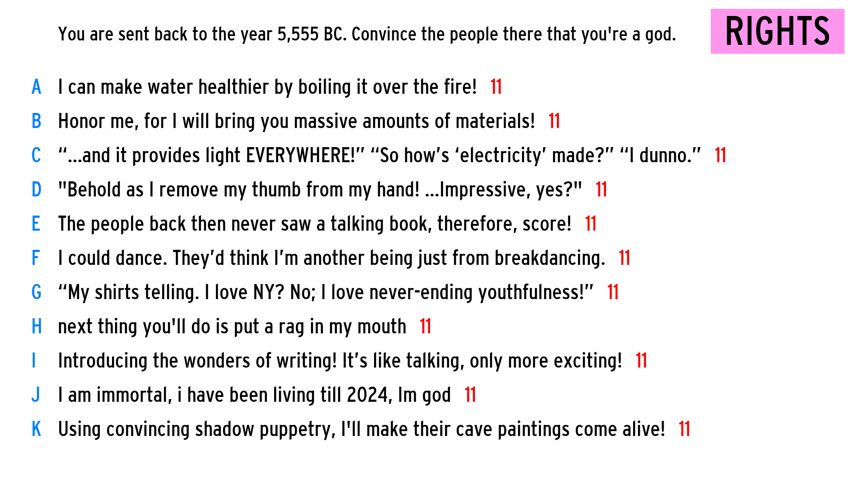 You are sent back to the year 5,555 BC. Convince the people there that you're a god.
RIGHTS
A I can make water healthier by boiling it over the fire! 11
B Honor me, for I will bring you massive amounts of materials! 11
C “...and it provides light EVERYWHERE!” “So how’s ‘electricity’ made?” “I dunno.” 11
D "Behold as I remove my thumb from my hand! ...Impressive, yes?" 11
E The people back then never saw a talking book, therefore, score! 11
F I could dance. They’d think I’m another being just from breakdancing. 11
G “My shirts telling. I love NY? No; I love never-ending youthfulness!” 11
H next thing you'll do is put a rag in my mouth 11
I Introducing the wonders of writing! It’s like talking, only more exciting! 11
J I am immortal, i have been living till 2024, Im god 11
K Using convincing shadow puppetry, I'll make their cave paintings come alive! 11